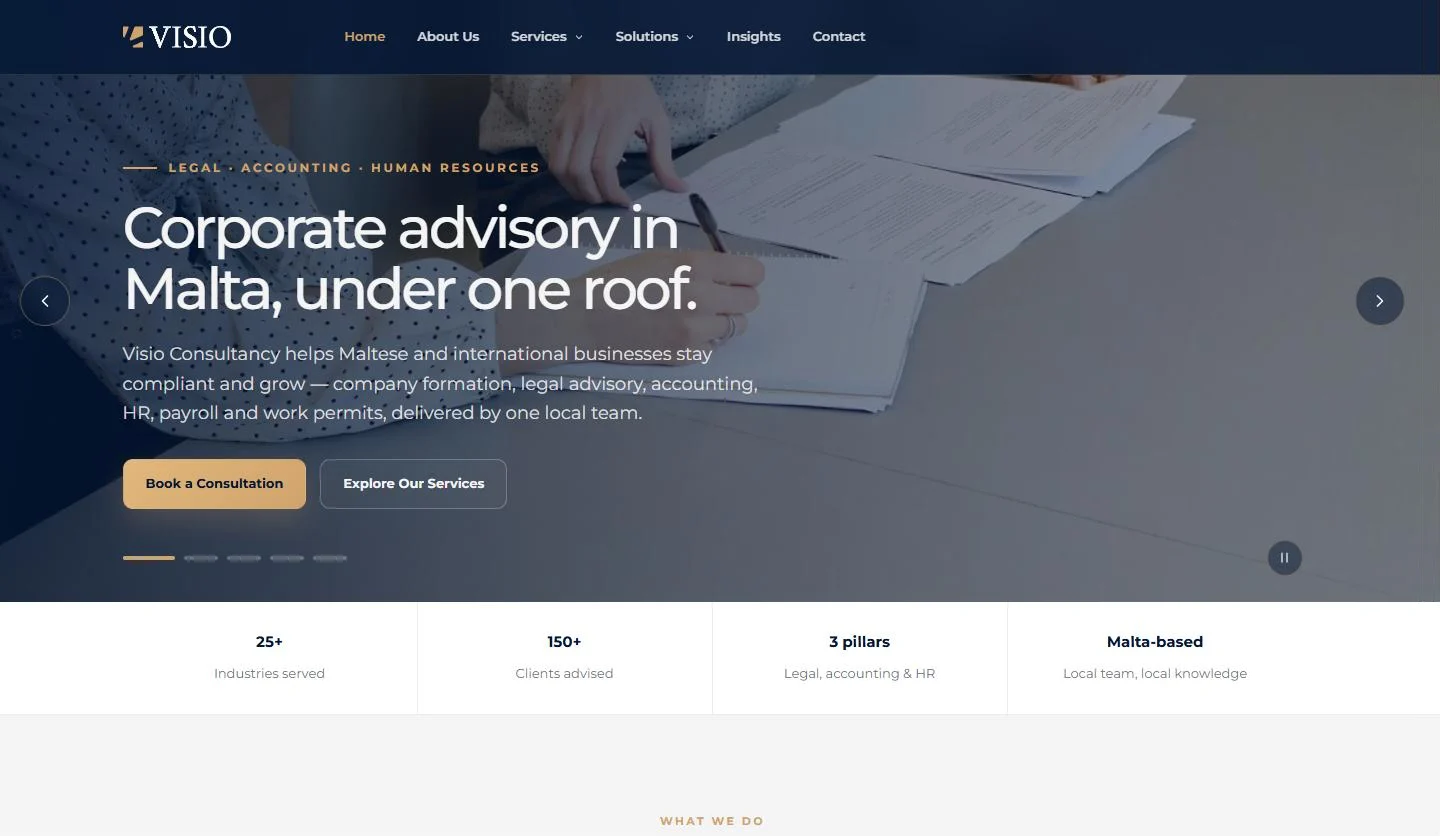 VISIO
Home
About Us
Services
Solutions
Insights
Contact
LEGAL · ACCOUNTING · HUMAN RESOURCES
Corporate advisory in
Malta, under one roof.
Visio Consultancy helps Maltese and international businesses stay
compliant and grow — company formation, legal advisory, accounting,
HR, payroll and work permits, delivered by one local team.
Book a Consultation
Explore Our Services
25+
Industries served
150+
Clients advised
3 pillars
Legal, accounting & HR
Malta-based
Local team, local knowledge
WHAT WE DO